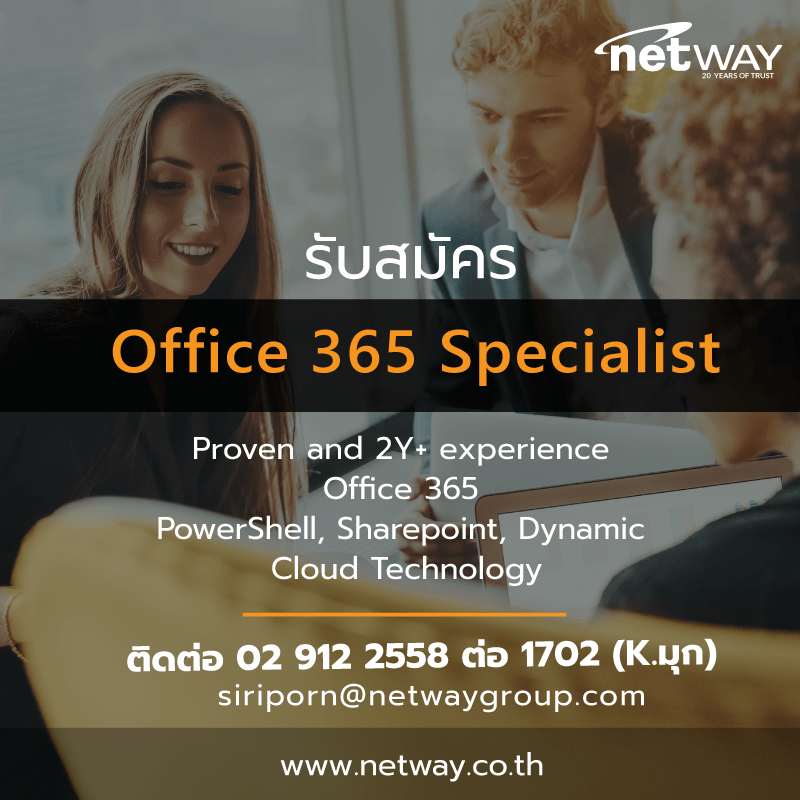 netWAY
20 YEARS OF TRUST
รับสมัคร
Office 365 Specialist
Proven and 2Y+ experience
Office 365
PowerShell, Sharepoint, Dynamic
Cloud Technology
ติดต่อ 02 912 2558 ต่อ 1702 (K.มุก)
siriporn@netwaygroup.com
www.netway.co.th